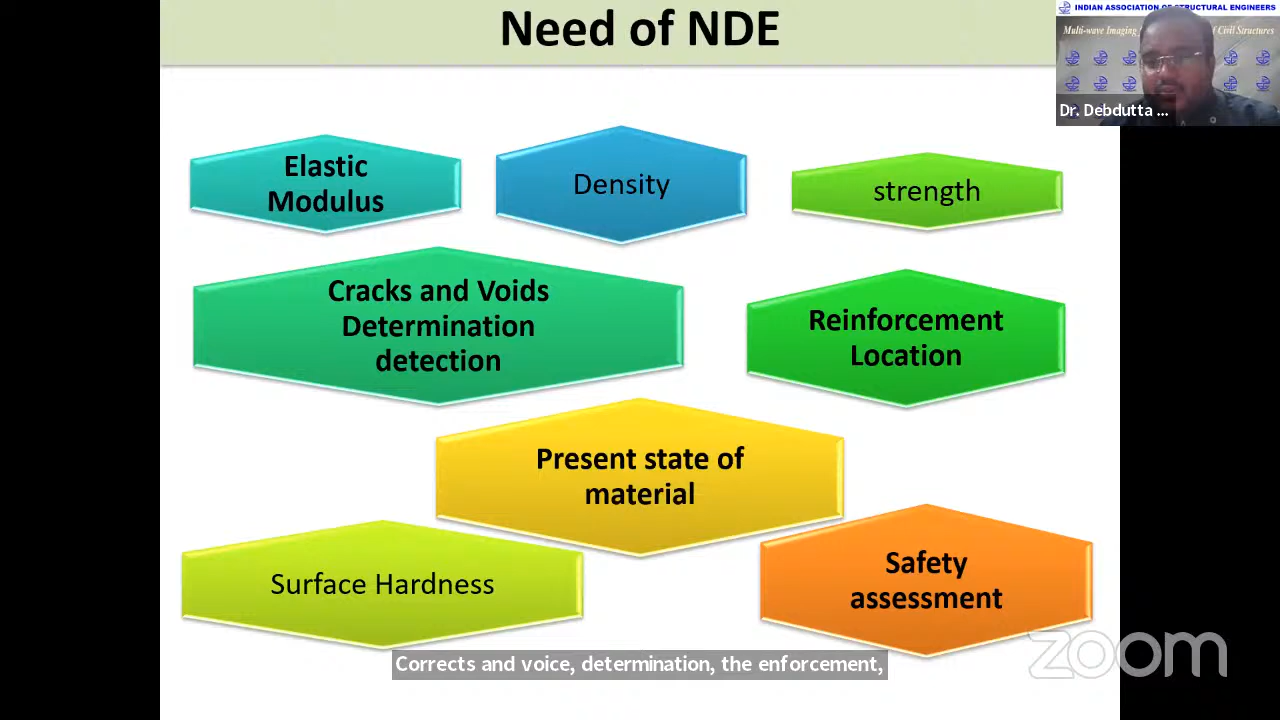 Need of NDE
INDIAN ASSOCIATION OF STRUCTURAL ENGINEERS
Multi-wave Imaging of Civil Structures
Dr. Debdutta ...
Elastic
Modulus
Density
strength
Cracks and Voids
Determination
detection
Reinforcement
Location
Present state of
material
Surface Hardness
Safety
assessment
Corrects and voice, determination, the enforcement,
zoom